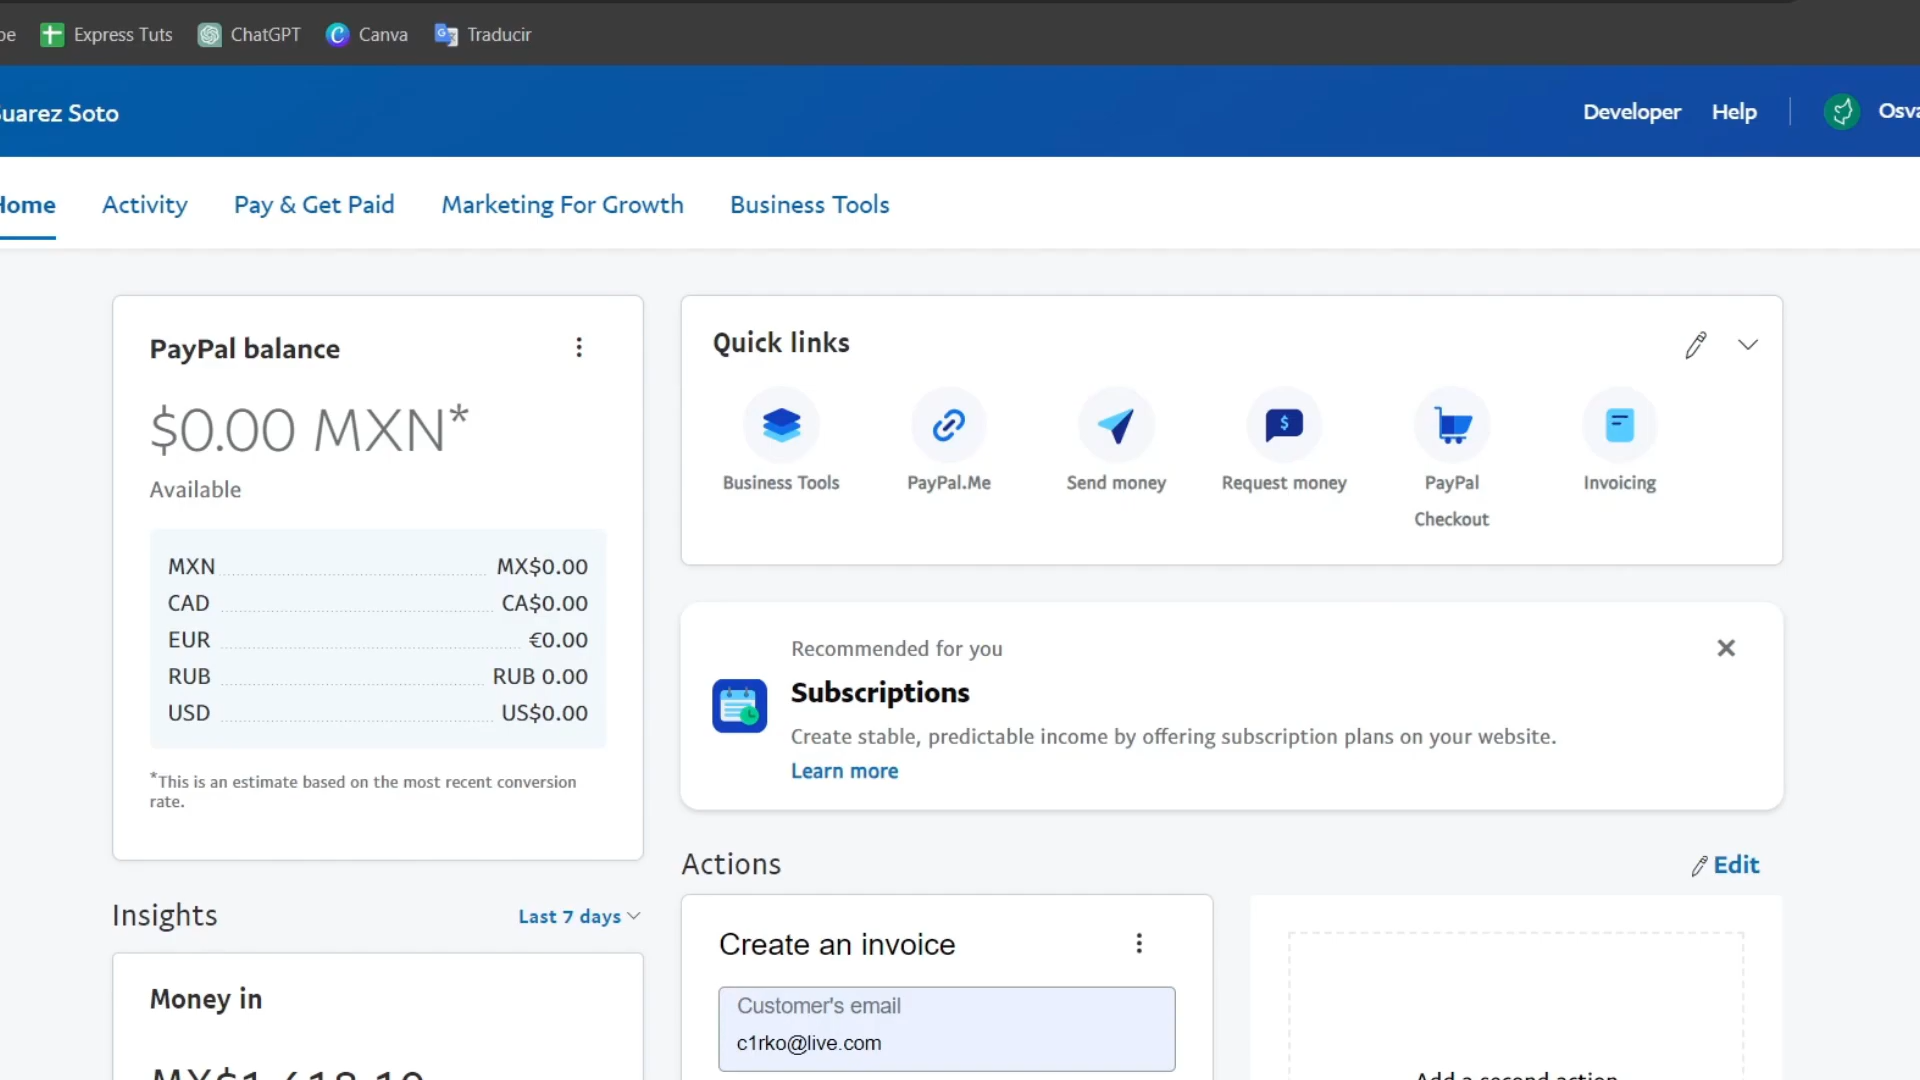 Express Tuts
ChatGPT
Canva
Traducir
Soto
Developer
Help
Activity
Pay & Get Paid
Marketing For Growth
Business Tools
PayPal balance
$0.00 MXN*
Available
MXN MX$0.00
CAD CA$0.00
EUR €0.00
RUB RUB 0.00
USD US$0.00
*This is an estimate based on the most recent conversion
rate.
Quick links
Business Tools
PayPal.Me
Send money
Request money
PayPal
Checkout
Invoicing
Recommended for you
Subscriptions
Create stable, predictable income by offering subscription plans on your website.
Learn more
Insights
Last 7 days
Money in
Actions
Edit
Create an invoice
Customer's email
c1rko@live.com
Add a second action